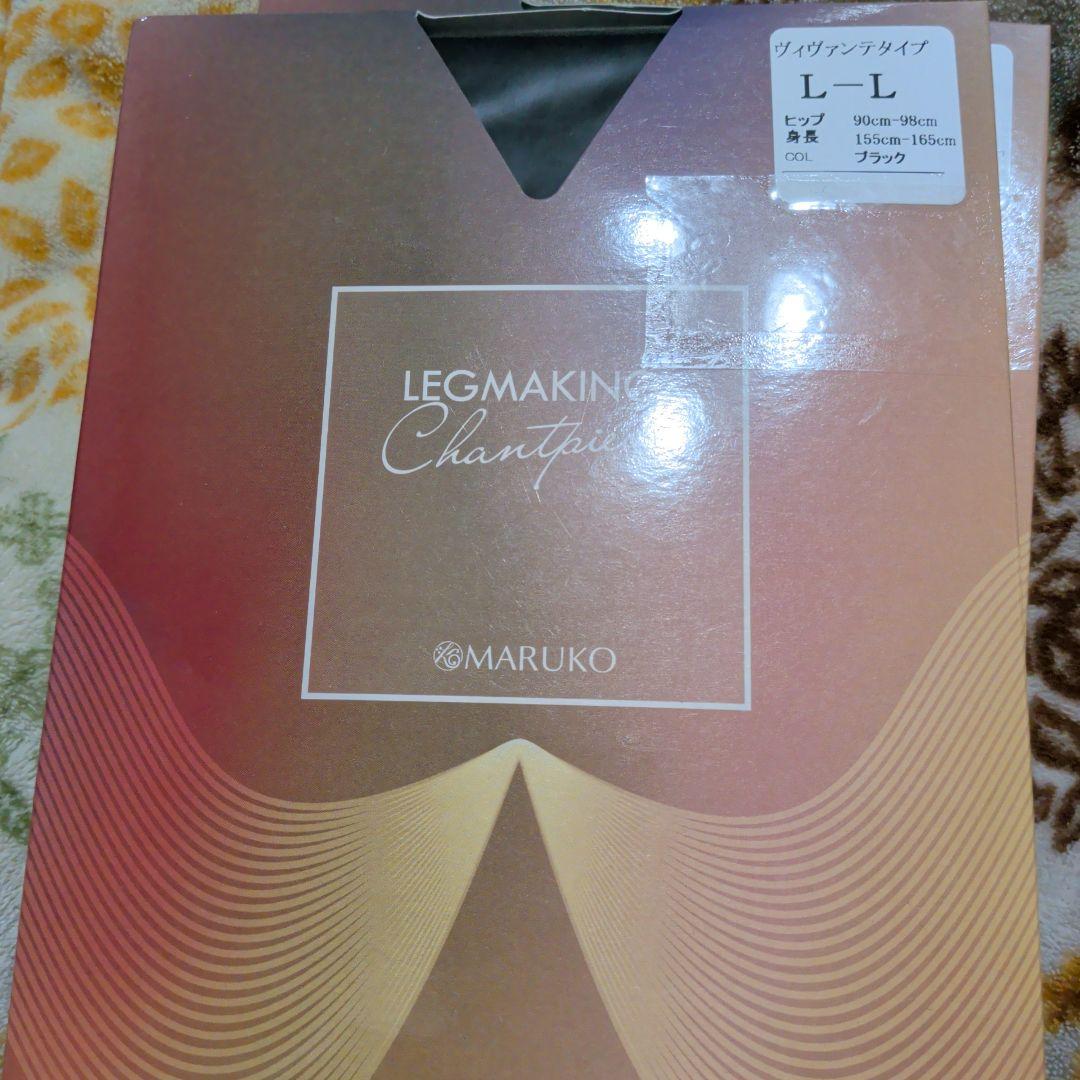 ヴィヴァンテタイプ
L-L
ヒップ 90cm-98cm
身長 155cm-165cm
COL ブラック
LEGMAKING
MARUKO